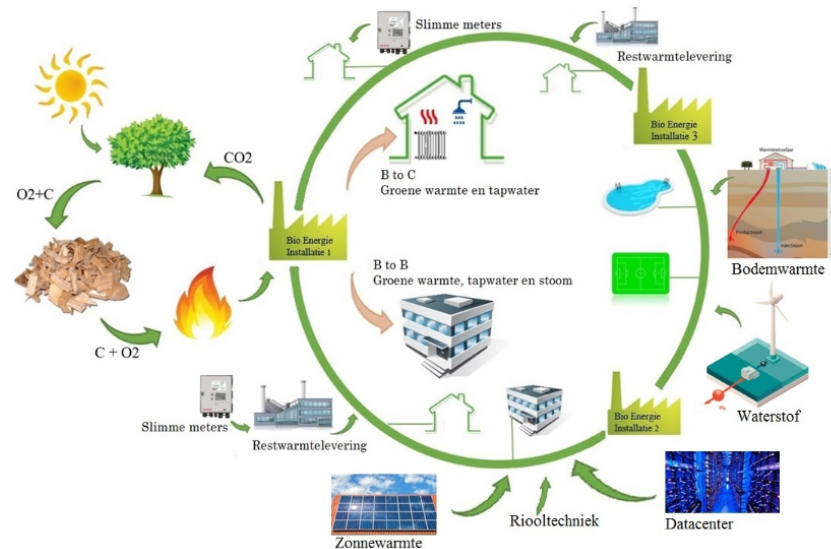 Slimme meters
Restwarmtelevering
Bio Energie
Installatie 3
CO2
O2+C
B to C
Groene warmte en tapwater
Bio Energie
Installatie 1
Bodemwarmte
B to B
Groene warmte, tapwater en stoom
C + O2
Waterstof
Bio Energie
Installatie 2
Slimme meters
Restwarmtelevering
Riooltechniek
Datacenter
Zonnewarmte